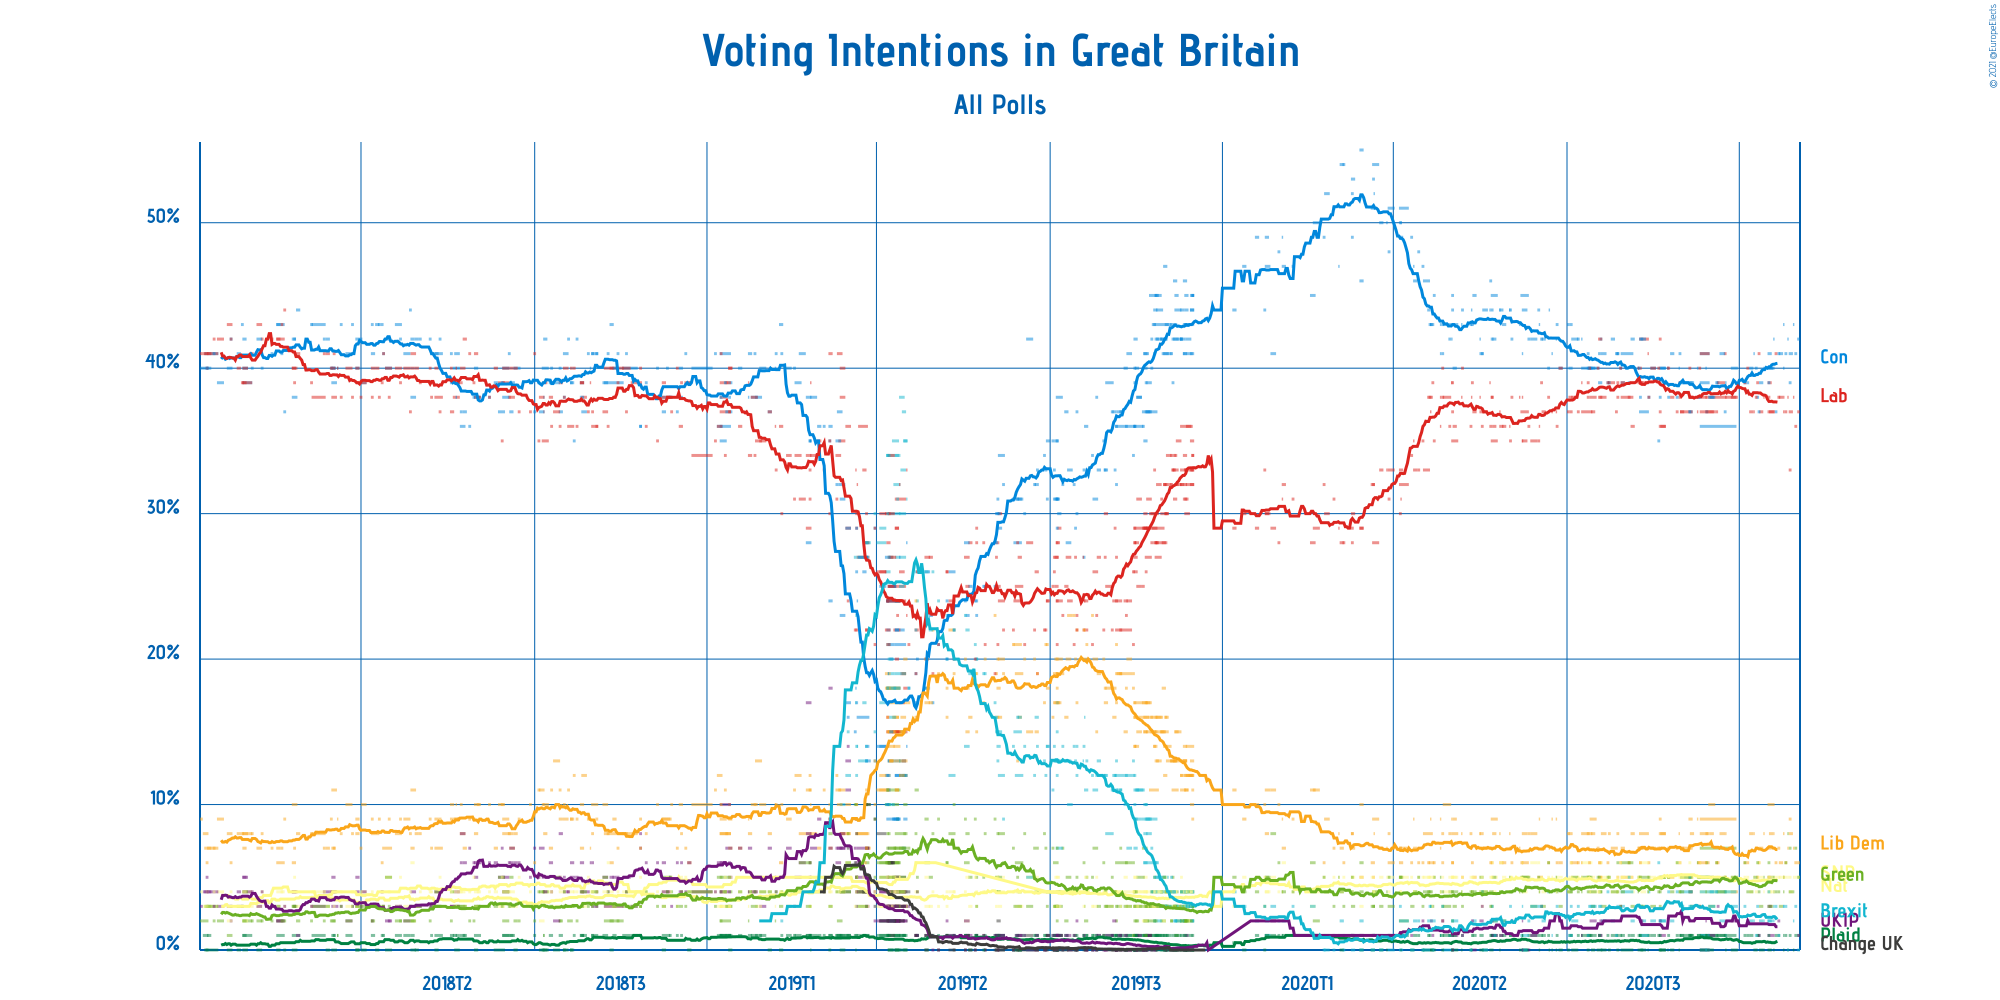 Voting Intentions in Great Britain
All Polls
© 2021 @EuropeElects
50%
40%
30%
20%
10%
0%
Con
Lab
Lib Dem
Green
Nat
Brexit
UKIP
Plaid
Change UK
2018T2
2018T3
2019T1
2019T2
2019T3
2020T1
2020T2
2020T3